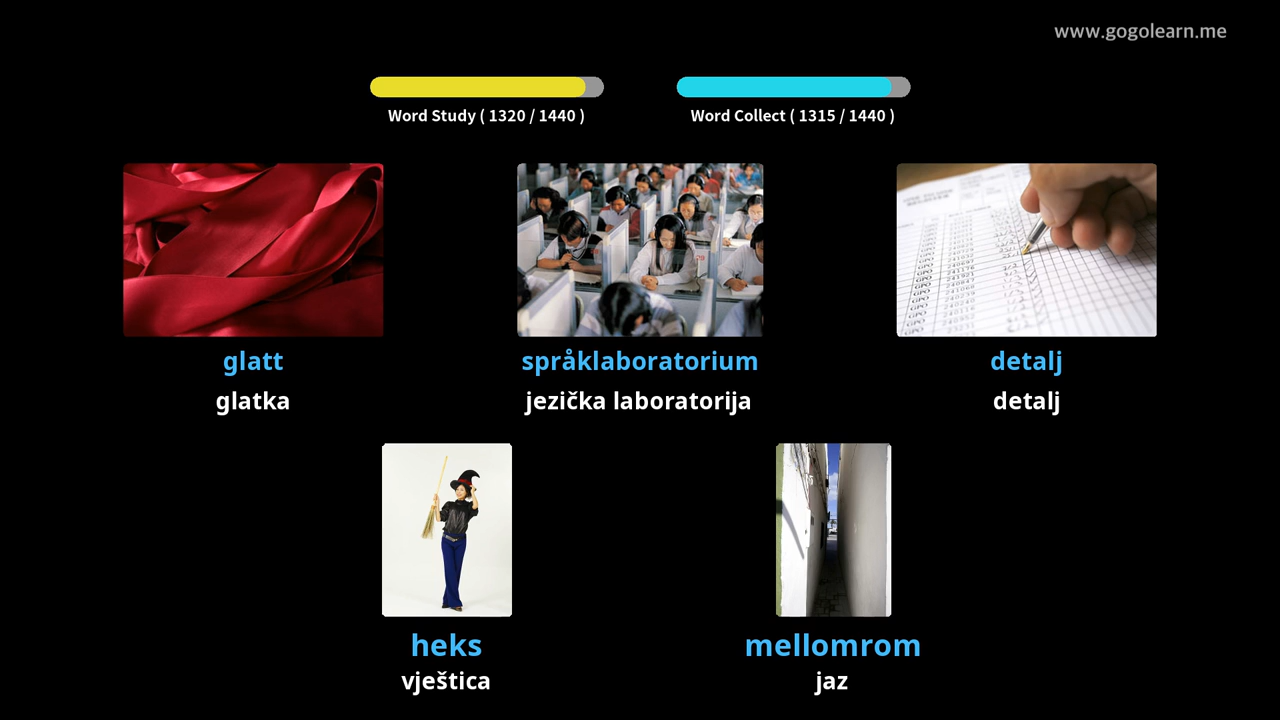 www.gogolearn.me
Word Study ( 1320 / 1440 )
Word Collect ( 1315 / 1440 )
glatt
glatka
språklaboratorium
jezička laboratorija
detalj
detalj
heks
vještica
mellomrom
jaz